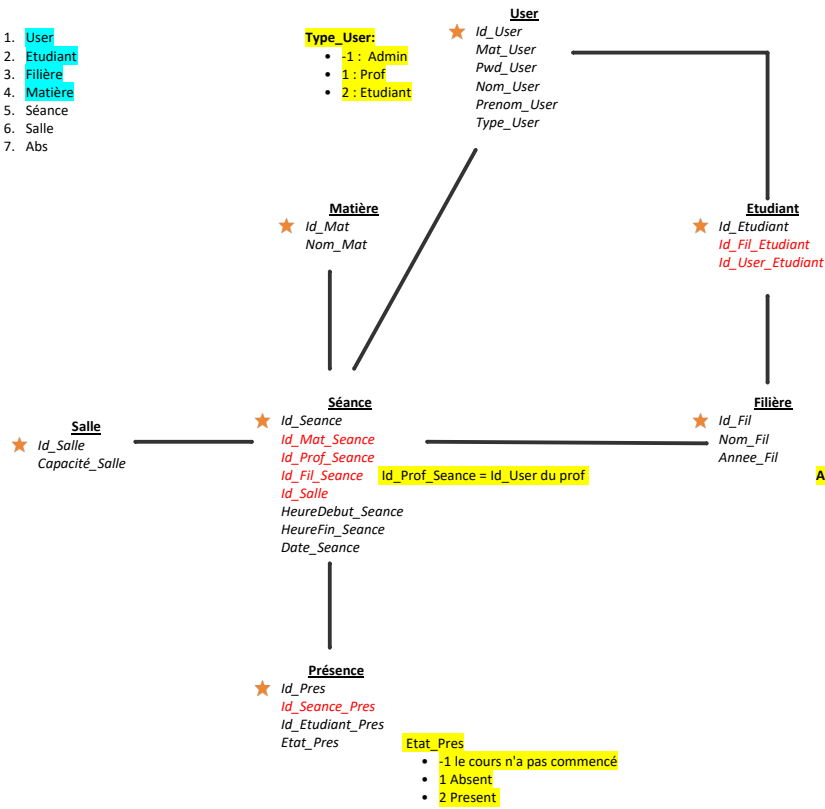 1. User
2. Etudiant
3. Filière
4. Matière
5. Séance
6. Salle
7. Abs
Type_User:
• -1 : Admin
• 1 : Prof
• 2 : Etudiant
User
Id_User
Mat_User
Pwd_User
Nom_User
Prenom_User
Type_User
Matière
Id_Mat
Nom_Mat
Etudiant
Id_Etudiant
Id_Fil_Etudiant
Id_User_Etudiant
Salle
Id_Salle
Capacité_Salle
Séance
Id_Seance
Id_Mat_Seance
Id_Prof_Seance
Id_Fil_Seance
Id_Salle
HeureDebut_Seance
HeureFin_Seance
Date_Seance
Id_Prof_Seance = Id_User du prof
Filière
Id_Fil
Nom_Fil
Annee_Fil
A
Présence
Id_Pres
Id_Seance_Pres
Id_Etudiant_Pres
Etat_Pres
Etat_Pres
• -1 le cours n'a pas commencé
• 1 Absent
• 2 Present